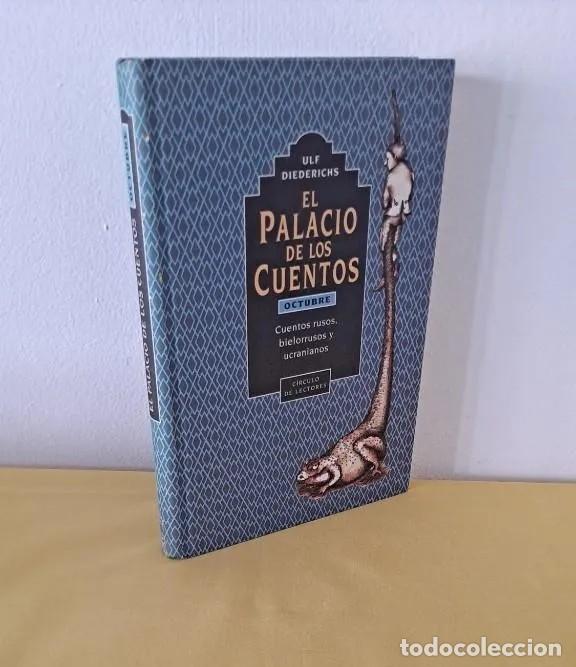 ULF
DIEDERICHS
EL
PALACIO
DE LOS
CUENTOS
OCTUBRE
Cuentos rusos,
bielorrusos y
ucranianos
CÍRCULO
DE LECTORES
EL PALACIO DE LOS CUENTOS OCTUBRE
todocoleccion.net